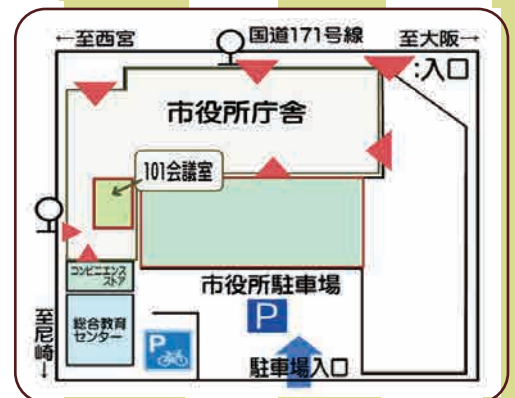 ←至西宮
国道171号線
至大阪→
:入口
市役所庁舎
101会議室
コンビニエンス
ストア
市役所駐車場
P
総合教育
センター
P
至尼崎↓
駐車場入口